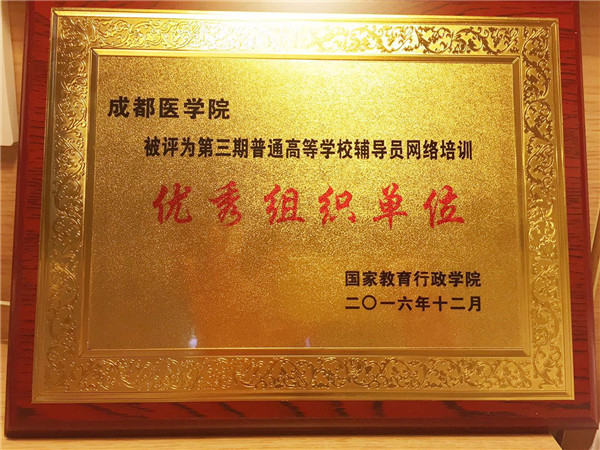 成都医学院
被评为第三期普通高等学校辅导员网络培训
优秀组织单位
国家教育行政学院
二〇一六年十二月